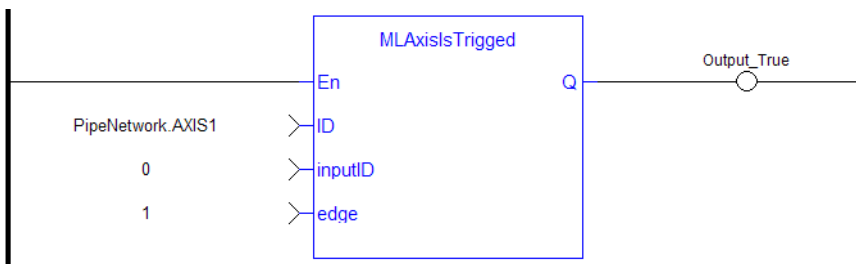 MLAxisIsTrigged
Output_True
En
Q
PipeNetwork.AXIS1
ID
0
inputID
1
edge